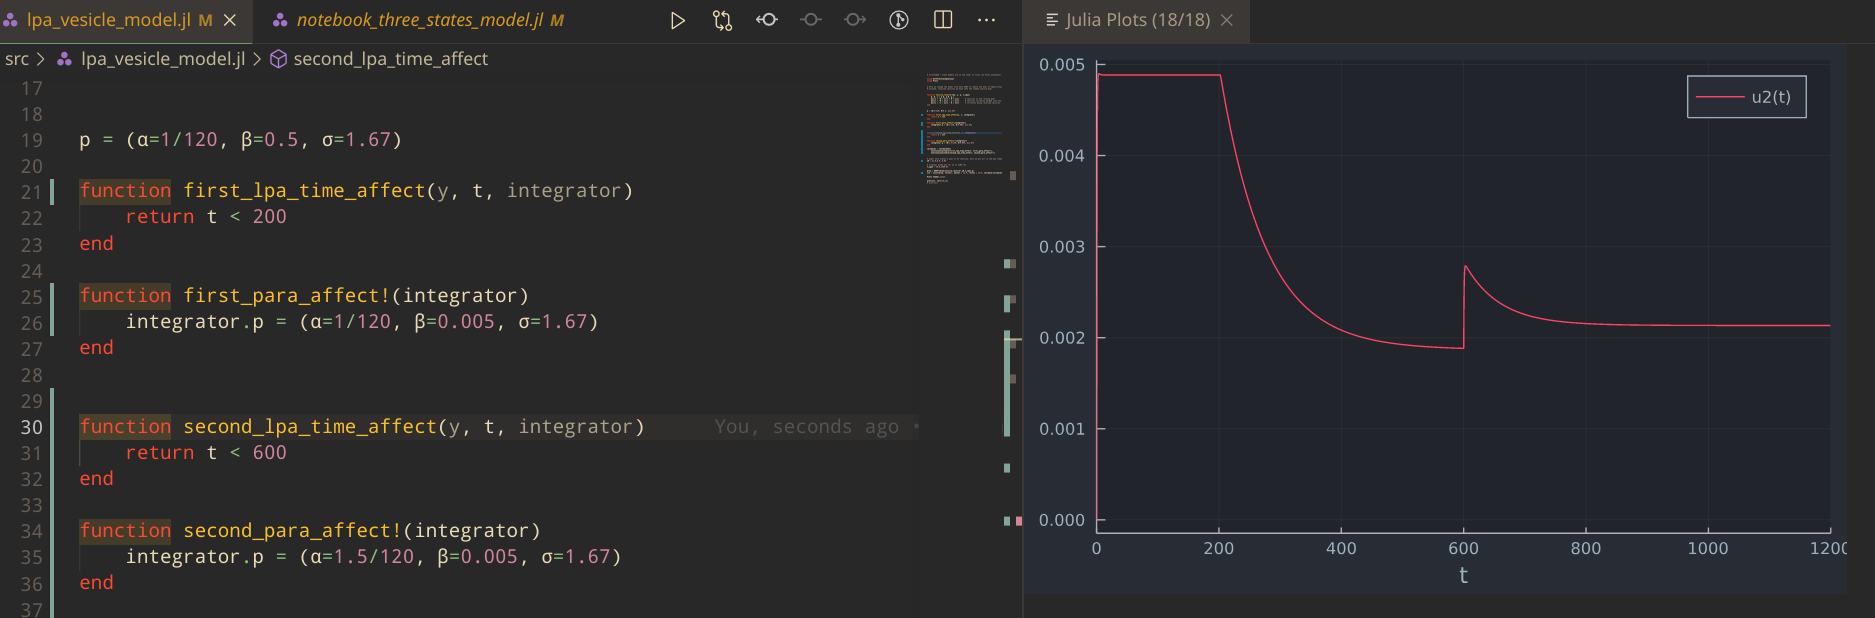 lpa_vesicle_model.jl M
notebook_three_states_model.jl M
src > lpa_vesicle_model.jl > second_lpa_time_affect
17
18
19 p = (α=1/120, β=0.5, σ=1.67)
20
21 function first_lpa_time_affect(y, t, integrator)
22 return t < 200
23 end
24
25 function first_para_affect!(integrator)
26 integrator.p = (α=1/120, β=0.005, σ=1.67)
27 end
28
29
30 function second_lpa_time_affect(y, t, integrator) You, seconds ago •
31 return t < 600
32 end
33
34 function second_para_affect!(integrator)
35 integrator.p = (α=1.5/120, β=0.005, σ=1.67)
36 end
37
Julia Plots (18/18)
u2(t)
0.005
0.004
0.003
0.002
0.001
0.000
0 200 400 600 800 1000 1200
t